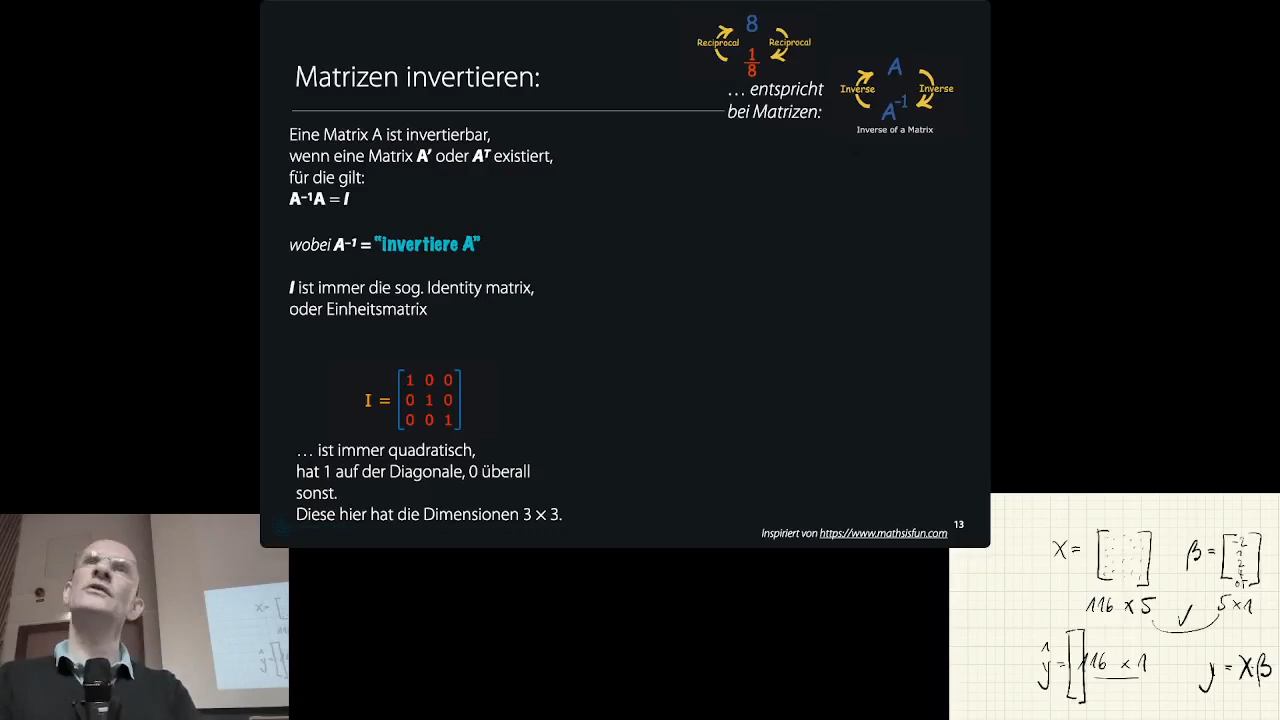 Matrizen invertieren:
8
Reciprocal Reciprocal
1
8
… entspricht
bei Matrizen:
A
Inverse Inverse
A⁻¹
Inverse of a Matrix
Eine Matrix A ist invertierbar,
wenn eine Matrix A′ oder Aᵀ existiert,
für die gilt:
A⁻¹A = I
wobei A⁻¹ = “invertiere A”
I ist immer die sog. Identity matrix,
oder Einheitsmatrix
I =
1 0 0
0 1 0
0 0 1
… ist immer quadratisch,
hat 1 auf der Diagonale, 0 überall
sonst.
Diese hier hat die Dimensionen 3 × 3.
Inspiriert von https://www.mathsisfun.com
13
X = [ ] β = [ ]
116 × 5 ✓ 5 × 1
ŷ = [ ] 116 × 1 y = Xβ